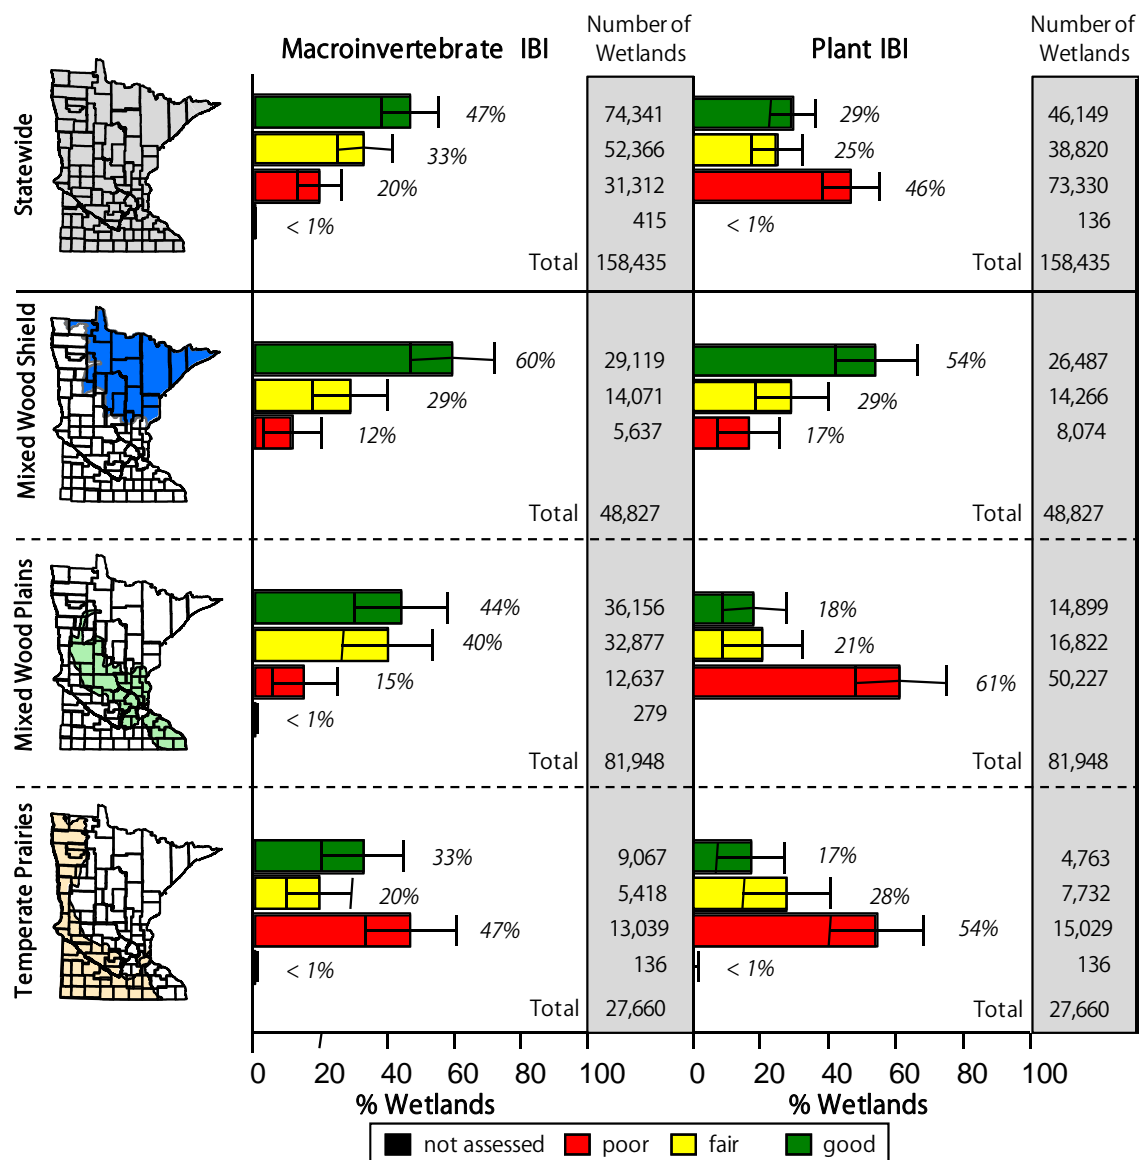 Macroinvertebrate IBI
Number of
Wetlands
Plant IBI
Number of
Wetlands
Statewide
47% 74,341 29% 46,149
33% 52,366 25% 38,820
20% 31,312 46% 73,330
< 1% 415 < 1% 136
Total 158,435 Total 158,435
Mixed Wood Shield
60% 29,119 54% 26,487
29% 14,071 29% 14,266
12% 5,637 17% 8,074
Total 48,827 Total 48,827
Mixed Wood Plains
44% 36,156 18% 14,899
40% 32,877 21% 16,822
15% 12,637 61% 50,227
< 1% 279
Total 81,948 Total 81,948
Temperate Prairies
33% 9,067 17% 4,763
20% 5,418 28% 7,732
47% 13,039 54% 15,029
< 1% 136 < 1% 136
Total 27,660 Total 27,660
0 20 40 60 80 100 0 20 40 60 80 100
% Wetlands % Wetlands
not assessed poor fair good